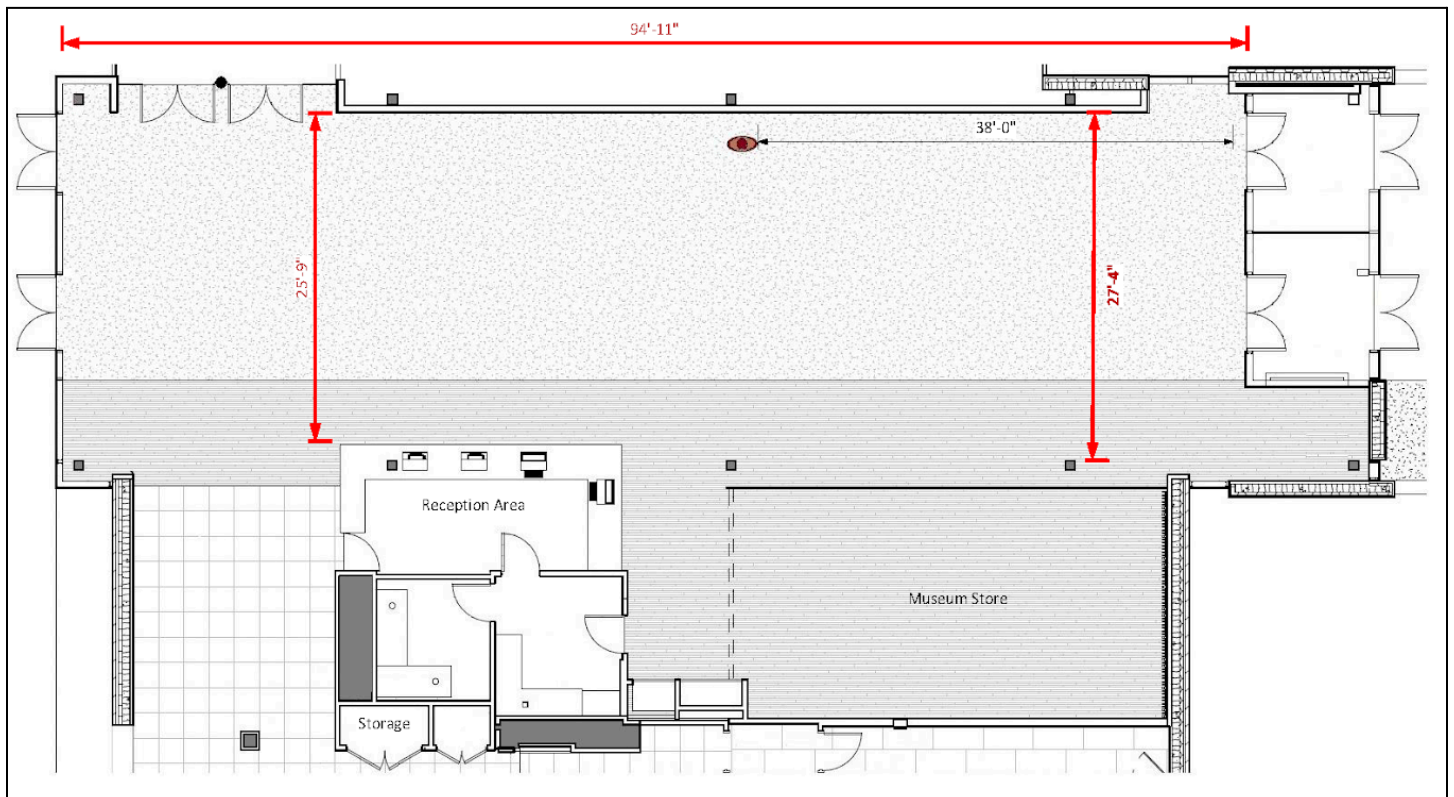 94'-11"
38'-0"
25'-9"
27'-4"
Reception Area
Museum Store
Storage